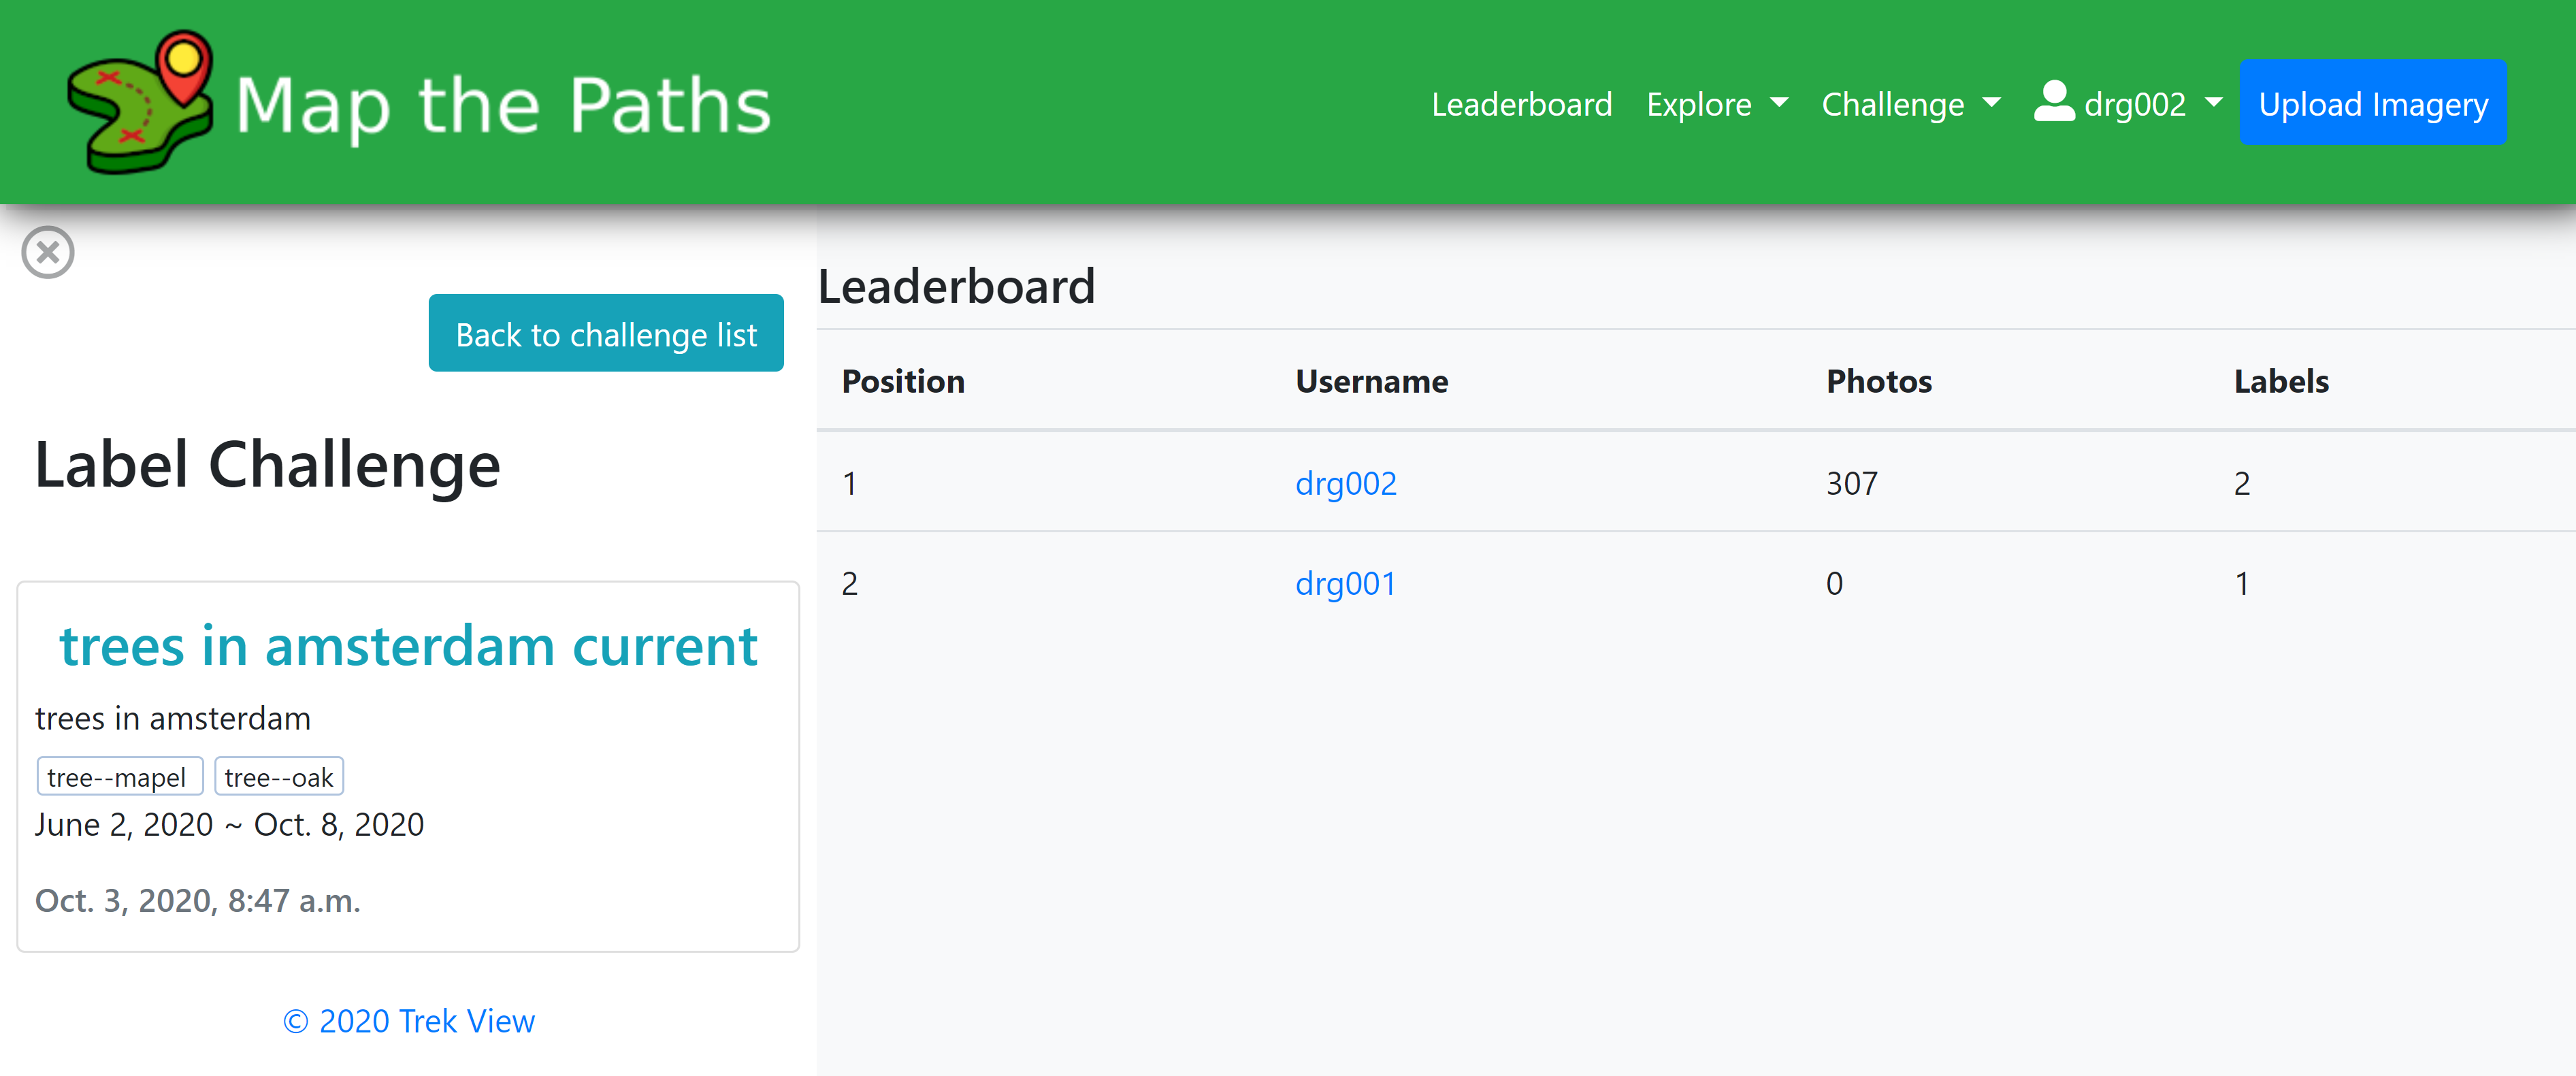 Map the Paths
Leaderboard Explore Challenge drg002 Upload Imagery
Back to challenge list
Label Challenge
trees in amsterdam current
trees in amsterdam
tree--mapel tree--oak
June 2, 2020 ~ Oct. 8, 2020
Oct. 3, 2020, 8:47 a.m.
© 2020 Trek View
Leaderboard
Position Username Photos Labels
1 drg002 307 2
2 drg001 0 1